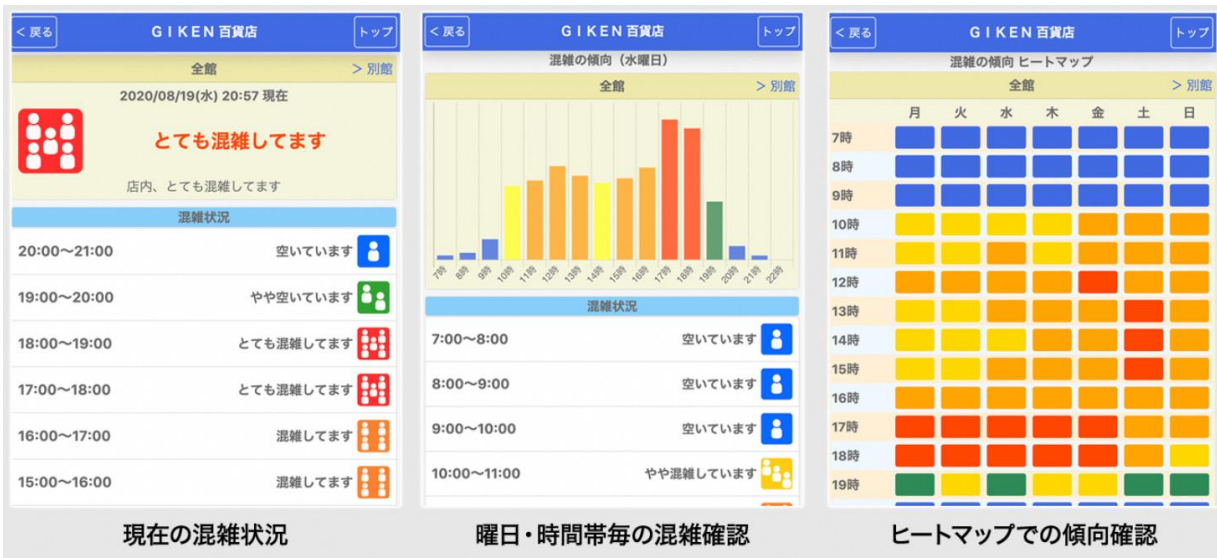 < 戻る
GIKEN 百貨店
トップ
全館
> 別館
2020/08/19(水) 20:57 現在
とても混雑してます
店内、とても混雑してます
混雑状況
20:00〜21:00 空いています
19:00〜20:00 やや空いています
18:00〜19:00 とても混雑してます
17:00〜18:00 とても混雑してます
16:00〜17:00 混雑してます
15:00〜16:00 混雑してます
現在の混雑状況
< 戻る
GIKEN 百貨店
トップ
混雑の傾向（水曜日）
全館
> 別館
7時 8時 9時 10時 11時 12時 13時 14時 15時 16時 17時 18時 19時 20時 21時 22時
混雑状況
7:00〜8:00 空いています
8:00〜9:00 空いています
9:00〜10:00 空いています
10:00〜11:00 やや混雑しています
曜日・時間帯毎の混雑確認
< 戻る
GIKEN 百貨店
トップ
混雑の傾向 ヒートマップ
全館
> 別館
月 火 水 木 金 土 日
7時
8時
9時
10時
11時
12時
13時
14時
15時
16時
17時
18時
19時
ヒートマップでの傾向確認